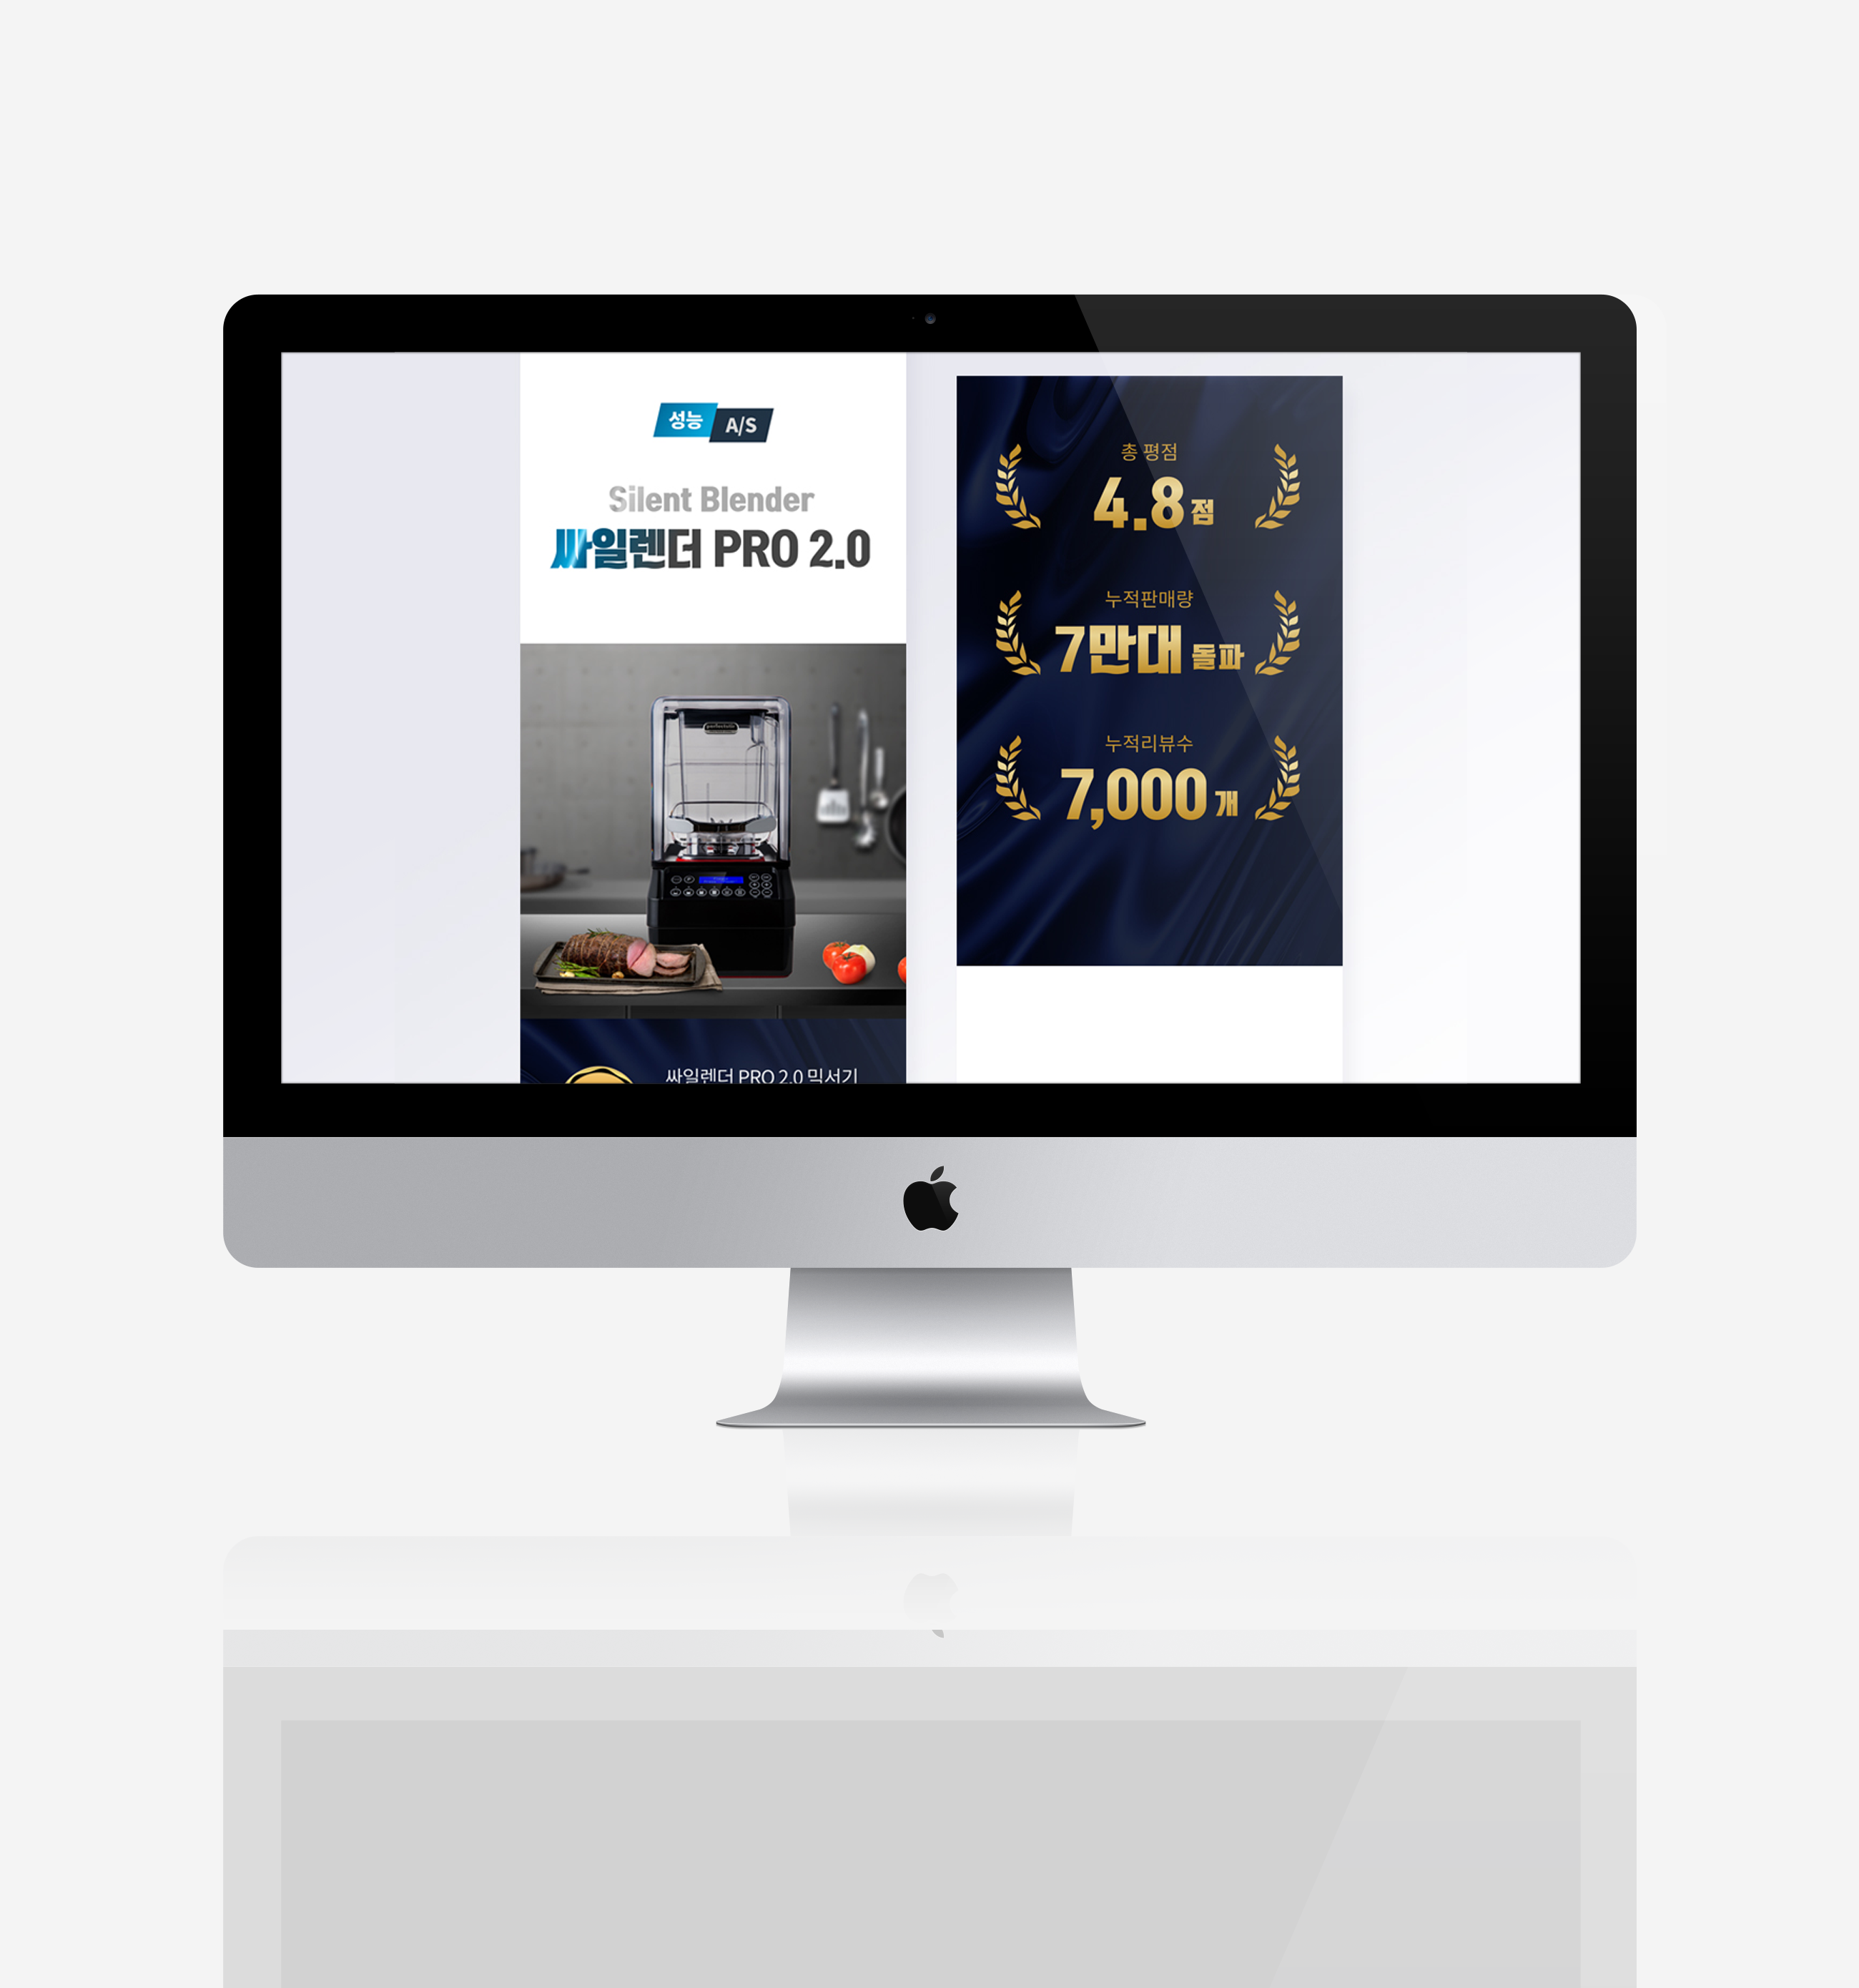 성능
A/S
Silent Blender
싸일렌더 PRO 2.0
싸일렌더 PRO 2.0 믹서기
총 평점
4.8점
누적판매량
7만대 돌파
누적리뷰수
7,000개